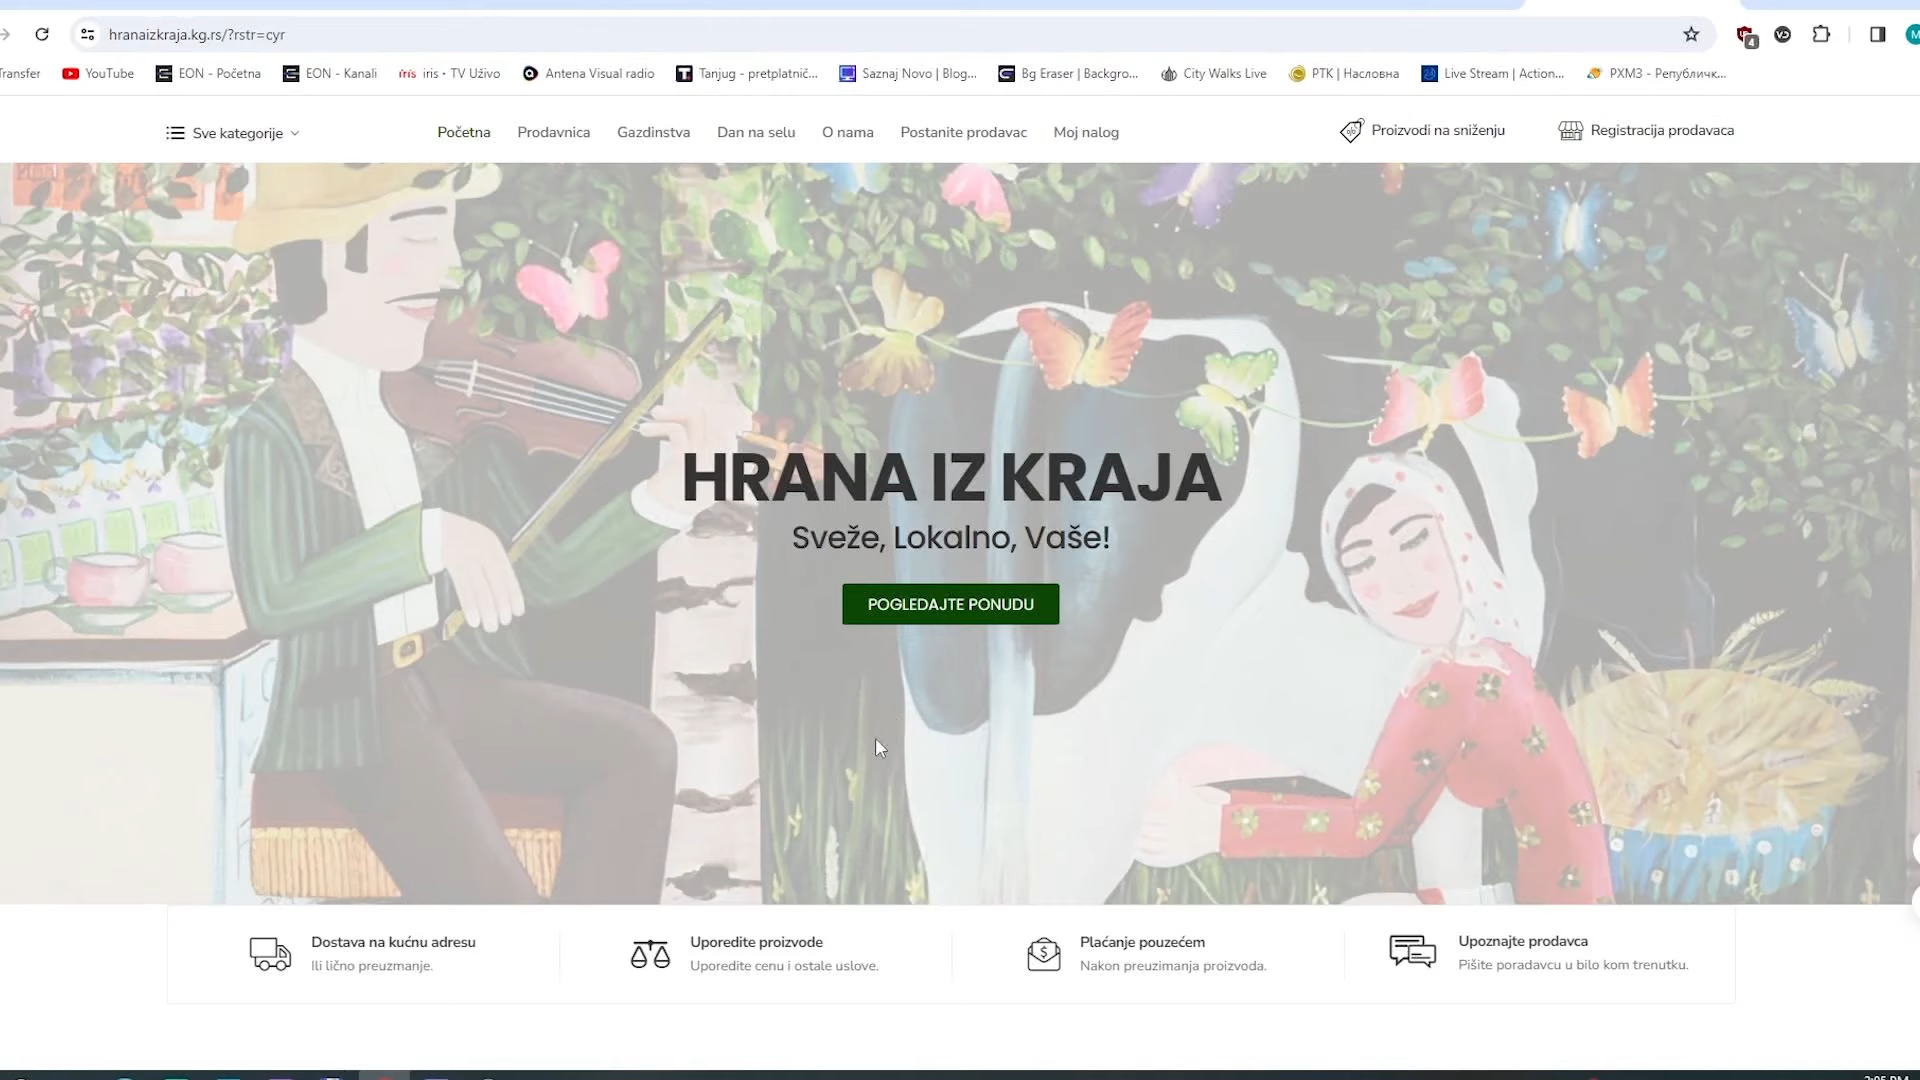 hranaizkraja.kg.rs/?rstr=cyr
4
Transfer YouTube EON - Početna EON - Kanali iris • TV Uživo Antena Visual radio Tanjug - pretplatnič... Saznaj Novo | Blog... Bg Eraser | Backgro... City Walks Live РТК | Насловна Live Stream | Action... РХМЗ - Републичк...
Sve kategorije Početna Prodavnica Gazdinstva Dan na selu O nama Postanite prodavac Moj nalog Proizvodi na sniženju Registracija prodavaca
HRANA IZ KRAJA
Sveže, Lokalno, Vaše!
POGLEDAJTE PONUDU
Dostava na kućnu adresu
Ili lično preuzmanje.
Uporedite proizvode
Uporedite cenu i ostale uslove.
Plaćanje pouzećem
Nakon preuzimanja proizvoda.
Upoznajte prodavca
Pišite poradavcu u bilo kom trenutku.